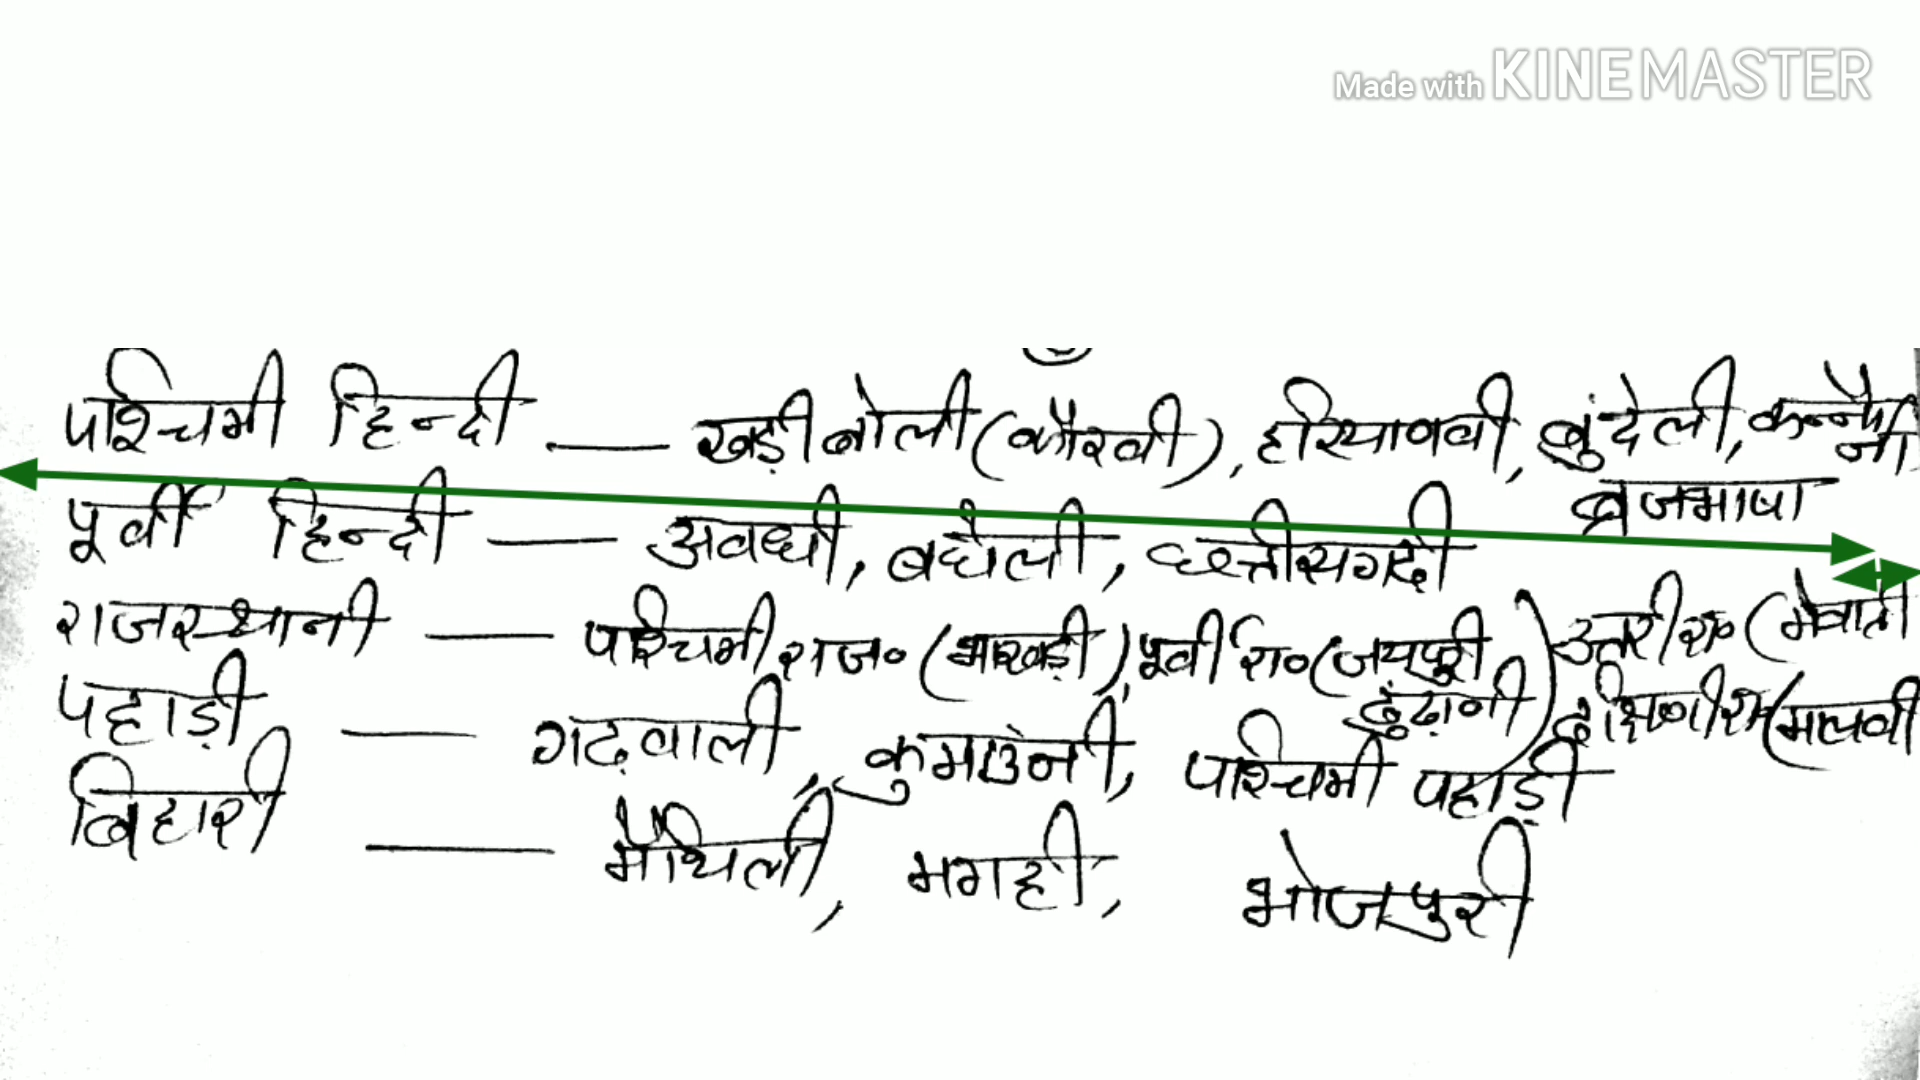 Made with KINEMASTER
पश्चिमी हिन्दी — खड़ी बोली (कौरवी), हरियाणवी, बुंदेली, कन्नौजी
ब्रजभाषा
पूर्वी हिन्दी — अवधी, बघेली, छत्तीसगढी
राजस्थानी — पश्चिमी राज० (मारवाड़ी), पूर्वी रा० (जयपुरी ढुंढ़ानी) उत्तरी रा० (मेवाती
दक्षिणी रा० (मालवी
पहाड़ी — गढ़वाली, कुमाउंनी, पश्चिमी पहाड़ी
बिहारी — मैथिली, मगही, भोजपुरी